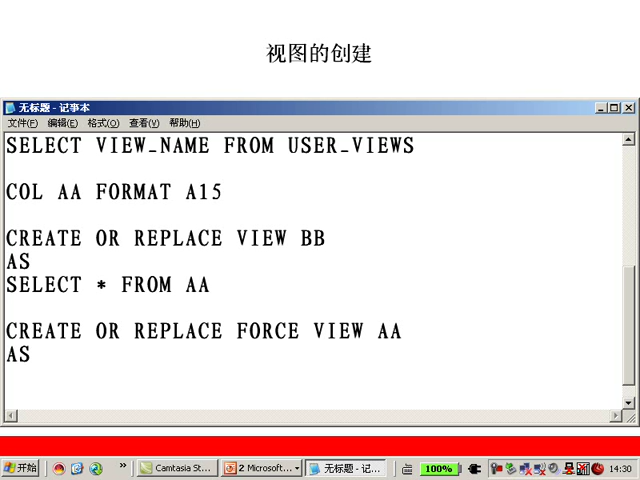 视图的创建
无标题 - 记事本
文件(F) 编辑(E) 格式(O) 查看(V) 帮助(H)
SELECT VIEW_NAME FROM USER_VIEWS
COL AA FORMAT A15
CREATE OR REPLACE VIEW BB
AS
SELECT * FROM AA
CREATE OR REPLACE FORCE VIEW AA
AS
开始 » Camtasia St... 2 Microsoft... 无标题 - 记... 100% 14:30